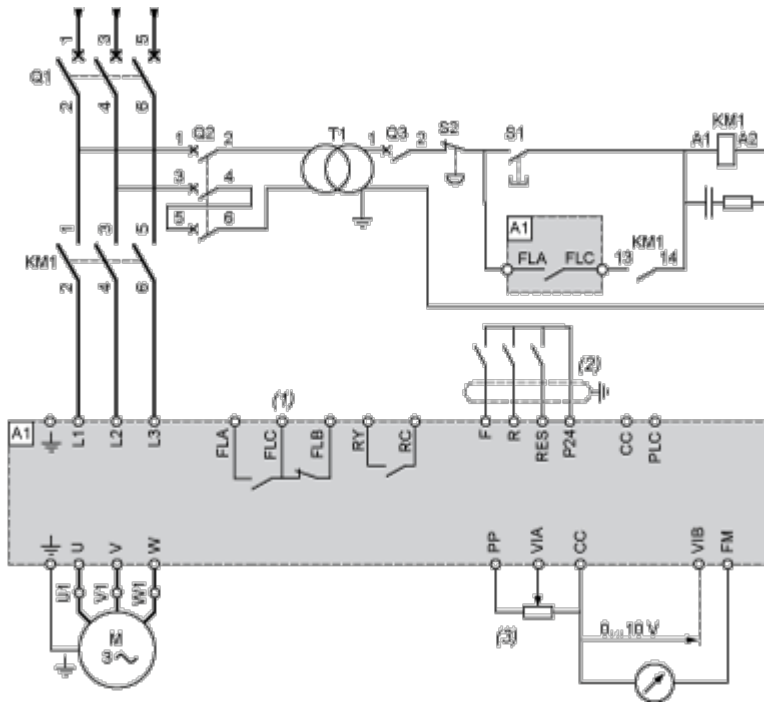 1 3 5
Q1
2 4 6
1 Q2 2
3 4
5 6
T1
1 Q3 2
S2
S1
KM1
A1 A2
A1
FLA FLC
KM1
13 14
1 3 5
KM1
2 4 6
(1)
(2)
A1
L1 L2 L3
FLA FLC FLB RY RC
F R RES P24
CC PLC
U V W
PP VIA CC VIB FM
U1 V1 W1
M
3
(3)
0…10 V